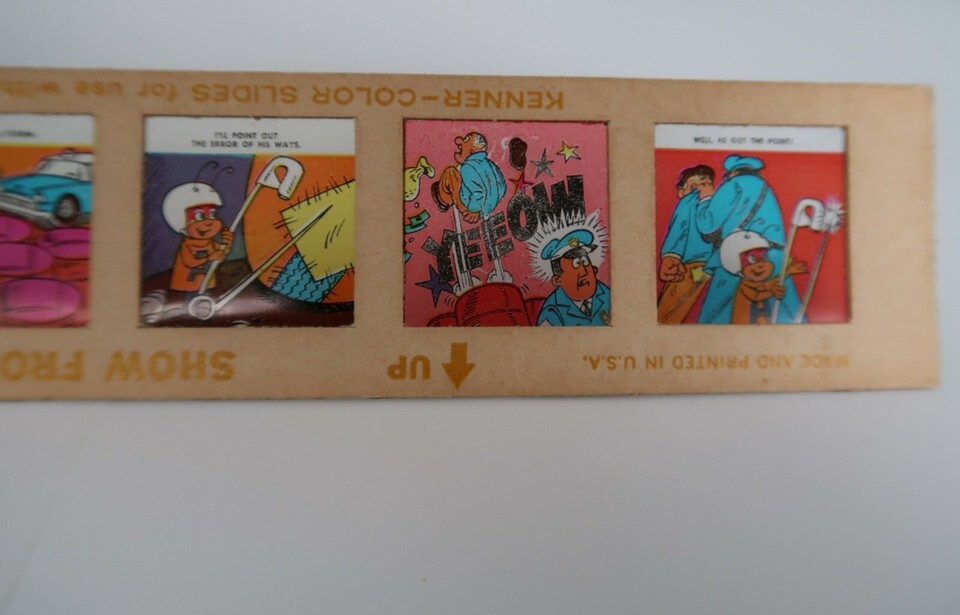 KENNER-COLOR SLIDES for use with
I'LL POINT OUT
THE ERROR OF HIS WAYS.
YEEOW
WELL, HE GOT THE POINT!
SHOW FRO
UP
MADE AND PRINTED IN U.S.A.